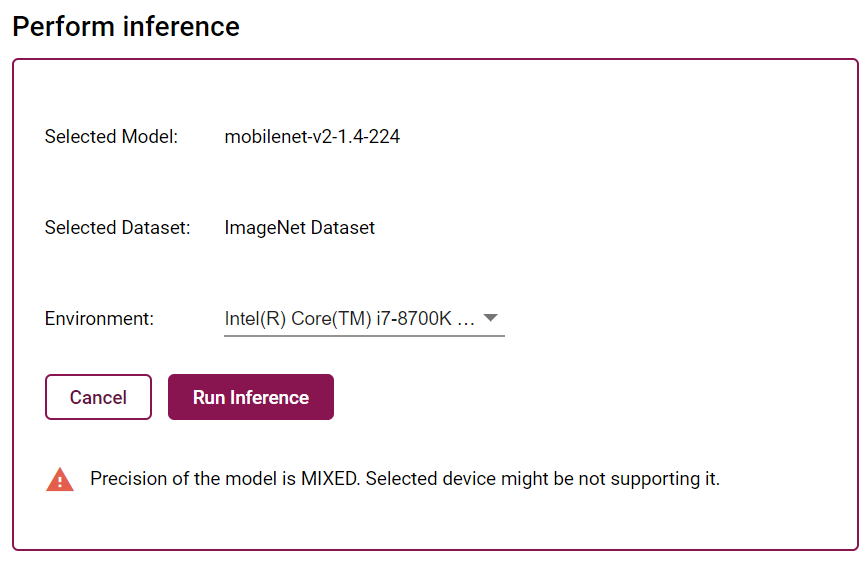 Perform inference
Selected Model: mobilenet-v2-1.4-224
Selected Dataset: ImageNet Dataset
Environment: Intel(R) Core(TM) i7-8700K ...
Cancel Run Inference
Precision of the model is MIXED. Selected device might be not supporting it.